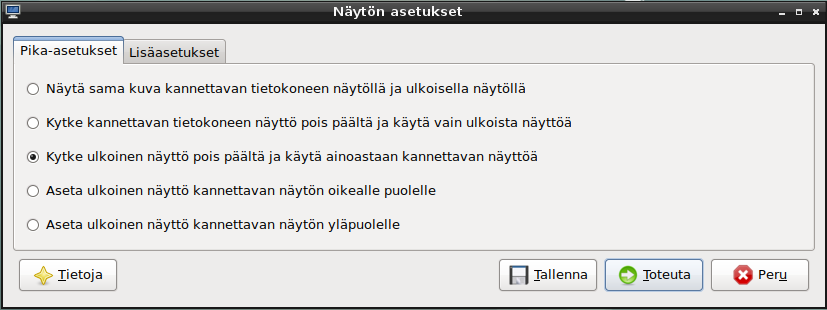 Näytön asetukset
Pika-asetukset
Lisäasetukset
Näytä sama kuva kannettavan tietokoneen näytöllä ja ulkoisella näytöllä
Kytke kannettavan tietokoneen näyttö pois päältä ja käytä vain ulkoista näyttöä
Kytke ulkoinen näyttö pois päältä ja käytä ainoastaan kannettavan näyttöä
Aseta ulkoinen näyttö kannettavan näytön oikealle puolelle
Aseta ulkoinen näyttö kannettavan näytön yläpuolelle
Tietoja
Tallenna
Toteuta
Peru